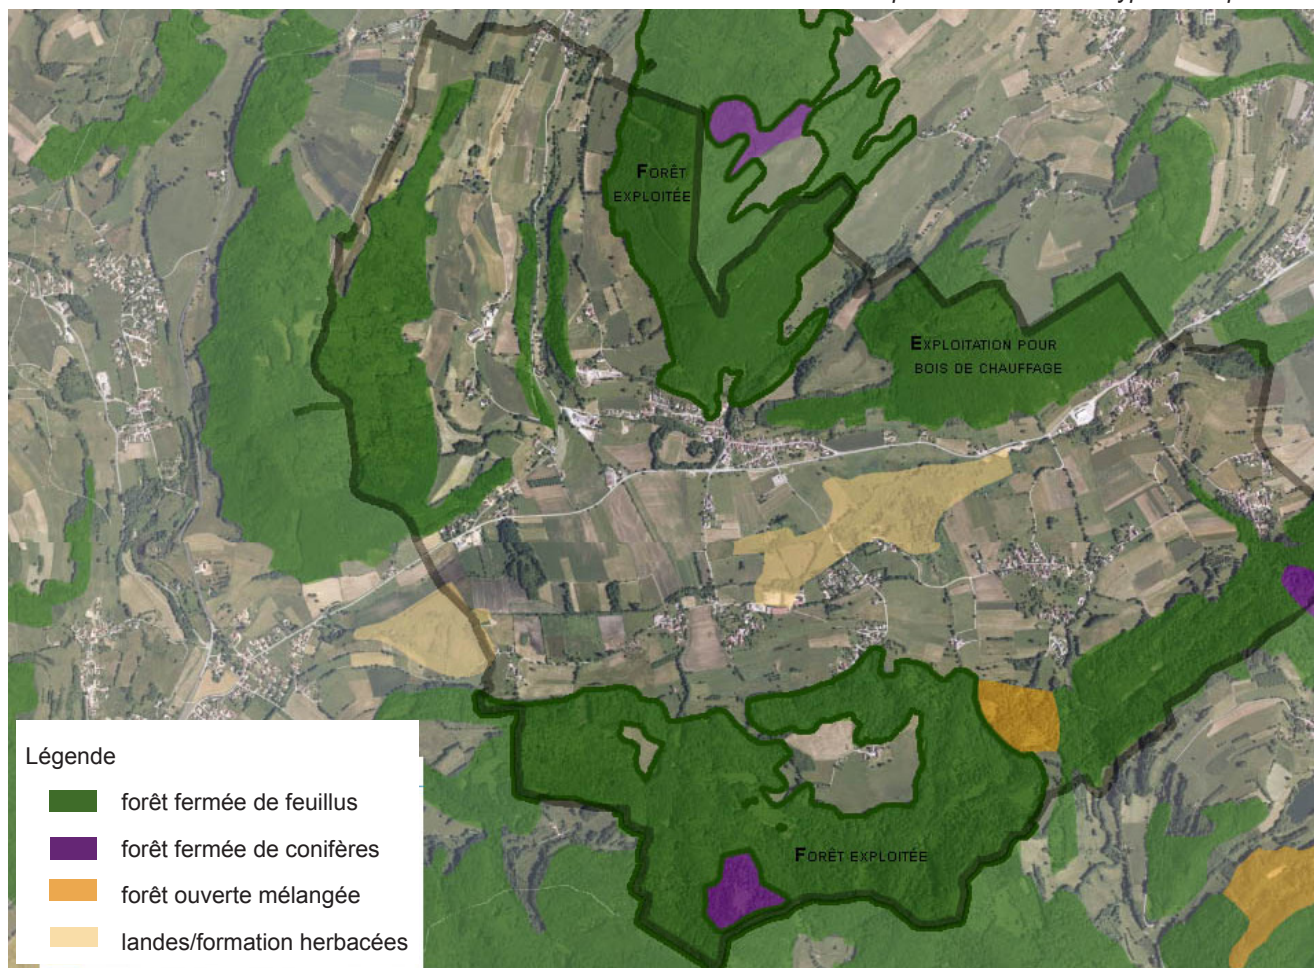 FORÊT
EXPLOITÉE
EXPLOITATION POUR
BOIS DE CHAUFFAGE
FORÊT EXPLOITÉE
Légende
forêt fermée de feuillus
forêt fermée de conifères
forêt ouverte mélangée
landes/formation herbacées